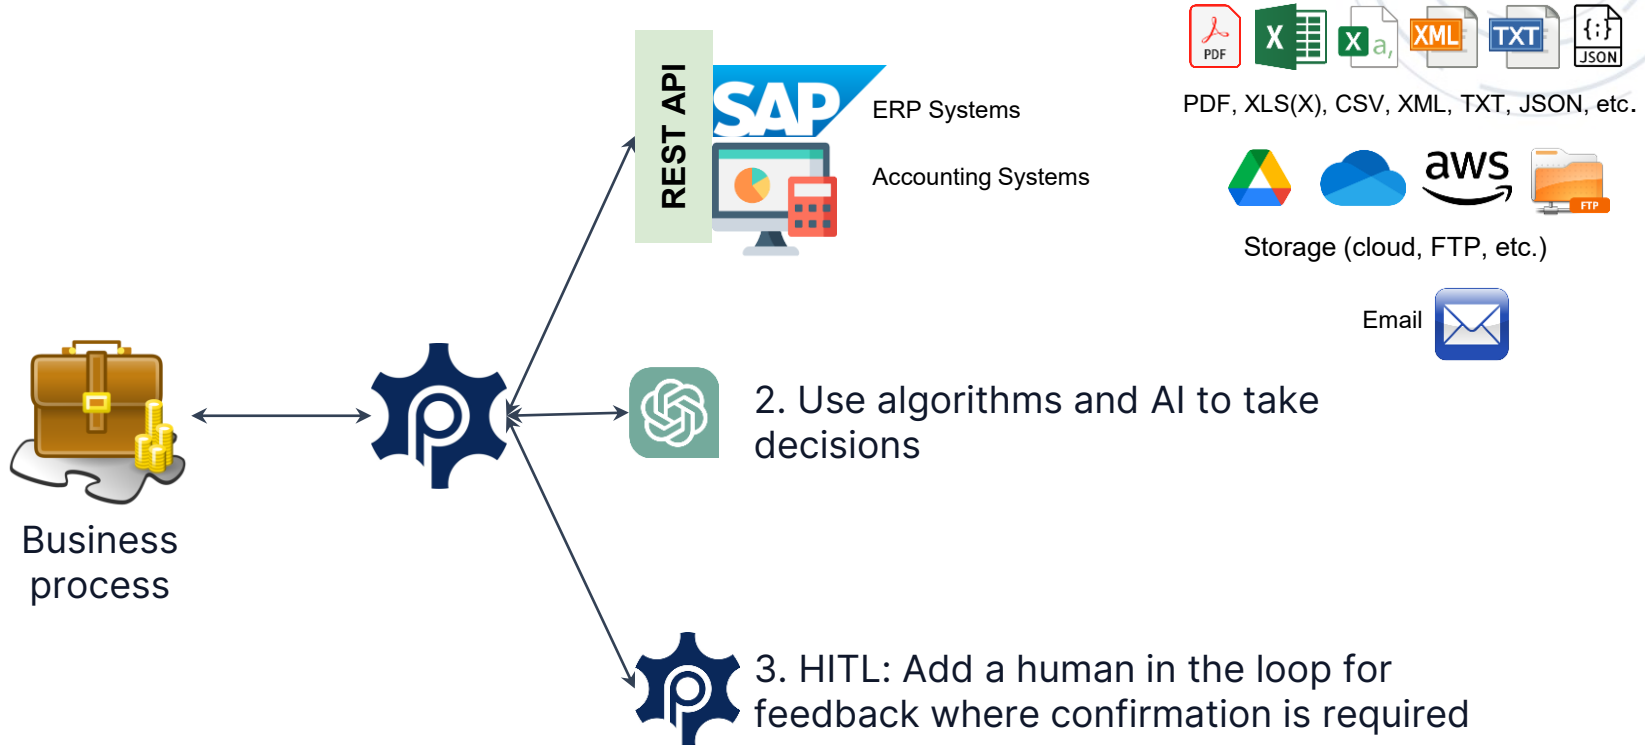 REST API
SAP
ERP Systems
Accounting Systems
PDF
X
X a,
XML
TXT
{;}
JSON
PDF, XLS(X), CSV, XML, TXT, JSON, etc.
aws
FTP
Storage (cloud, FTP, etc.)
Email
Business
process
2. Use algorithms and AI to take
decisions
3. HITL: Add a human in the loop for
feedback where confirmation is required